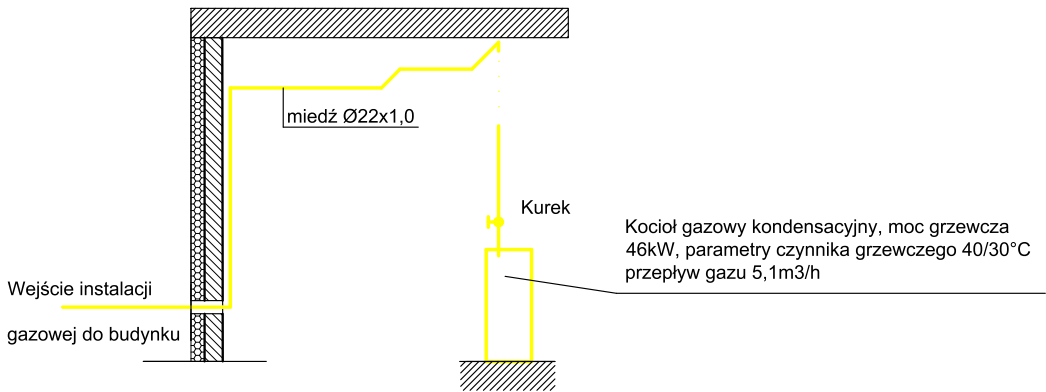 miedź Ø22x1,0
Kurek
Kocioł gazowy kondensacyjny, moc grzewcza
46kW, parametry czynnika grzewczego 40/30°C
przepływ gazu 5,1m3/h
Wejście instalacji
gazowej do budynku